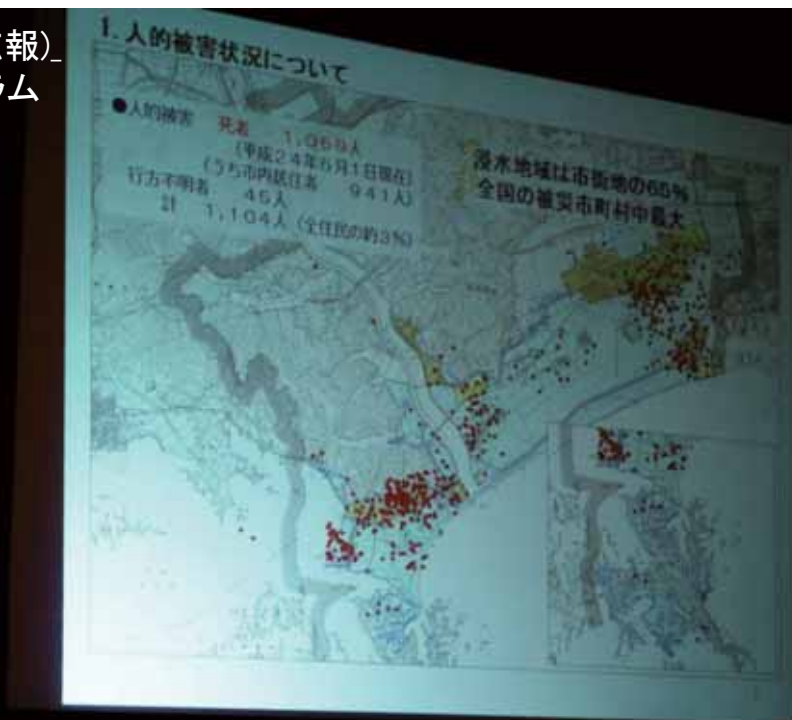 報)_
ラム
1. 人的被害状況について
●人的被害 死者 1,059人
(平成24年6月1日現在)
(うち市内居住者 941人)
行方不明者 45人
計 1,104人 (全住民の約3%)
浸水地域は市街地の65%
全国の被災市町村中最大